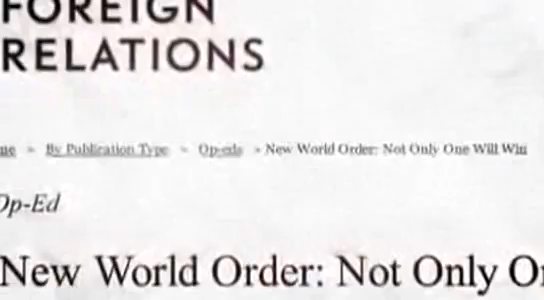 FOREIGN
RELATIONS
me » By Publication Type » Op-eds » New World Order: Not Only One Will Win
Op-Ed
New World Order: Not Only O